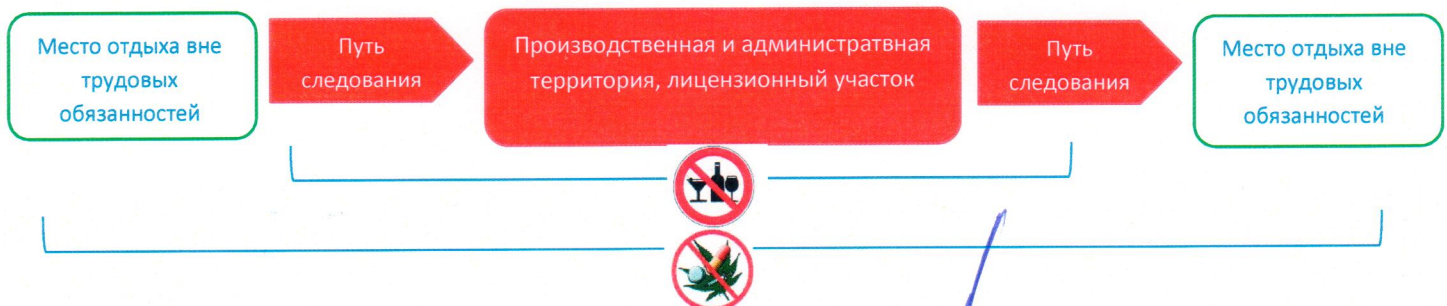 Место отдыха вне
трудовых
обязанностей
Путь
следования
Производственная и администратвная
территория, лицензионный участок
Путь
следования
Место отдыха вне
трудовых
обязанностей